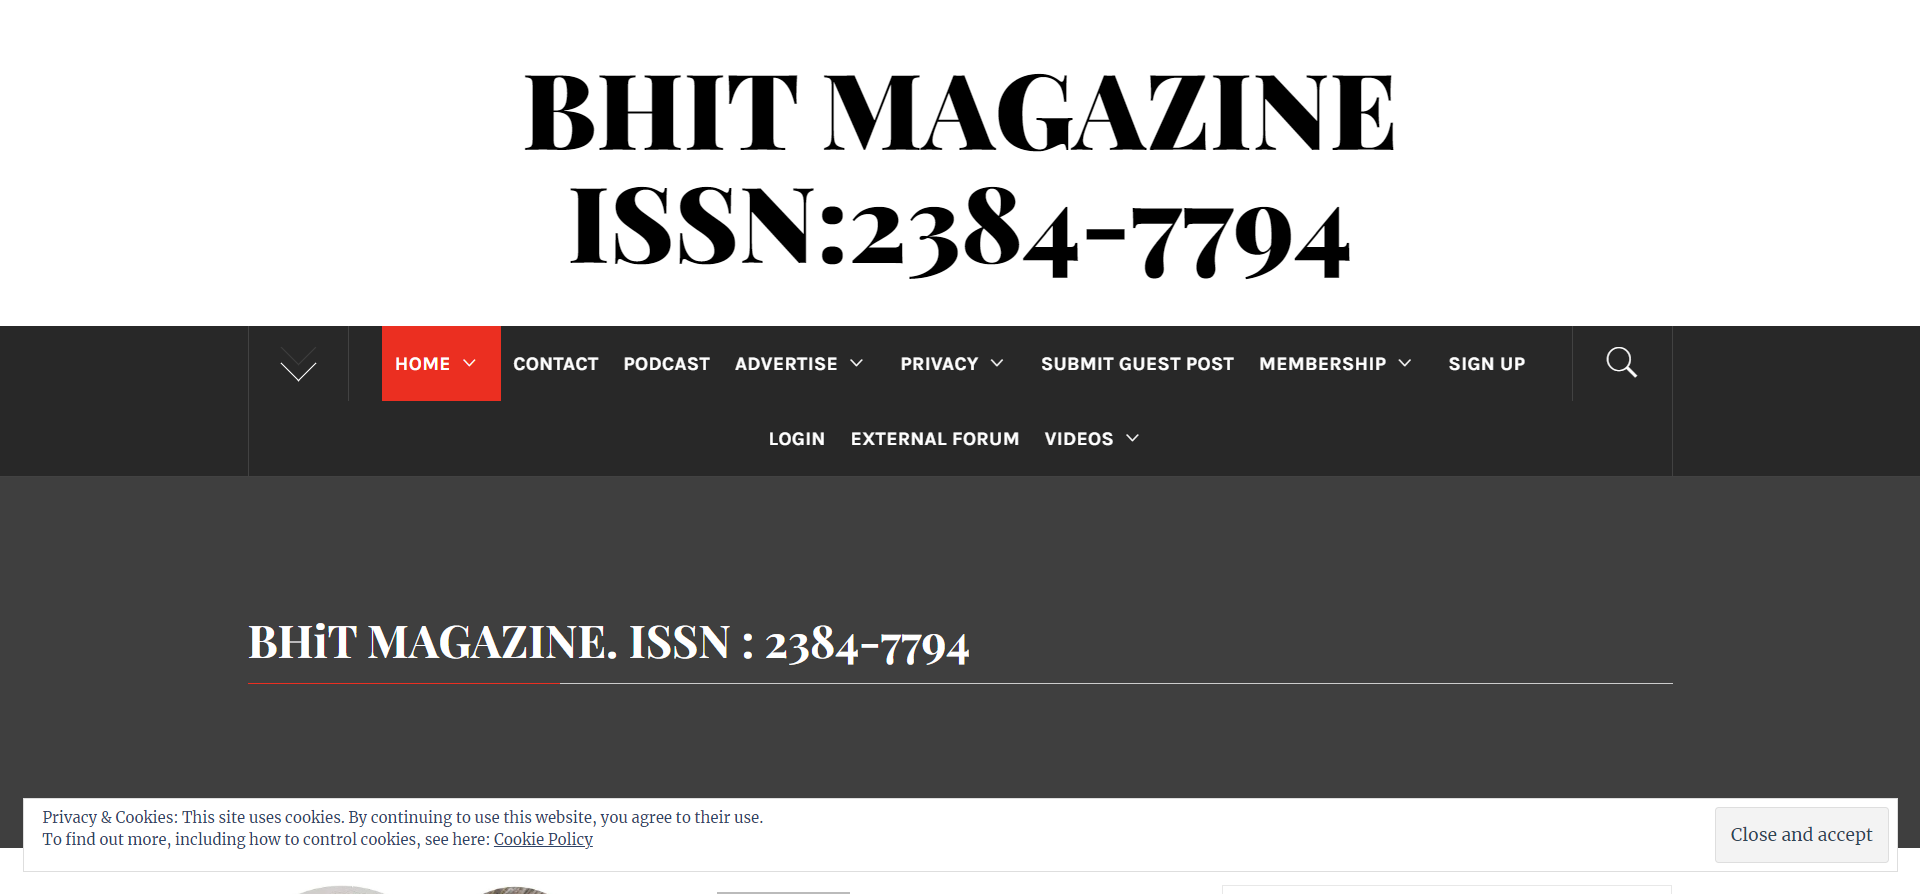 BHIT MAGAZINE
ISSN:2384-7794
HOME CONTACT PODCAST ADVERTISE PRIVACY SUBMIT GUEST POST MEMBERSHIP SIGN UP
LOGIN EXTERNAL FORUM VIDEOS
BHiT MAGAZINE. ISSN : 2384-7794
Privacy & Cookies: This site uses cookies. By continuing to use this website, you agree to their use.
To find out more, including how to control cookies, see here: Cookie Policy
Close and accept